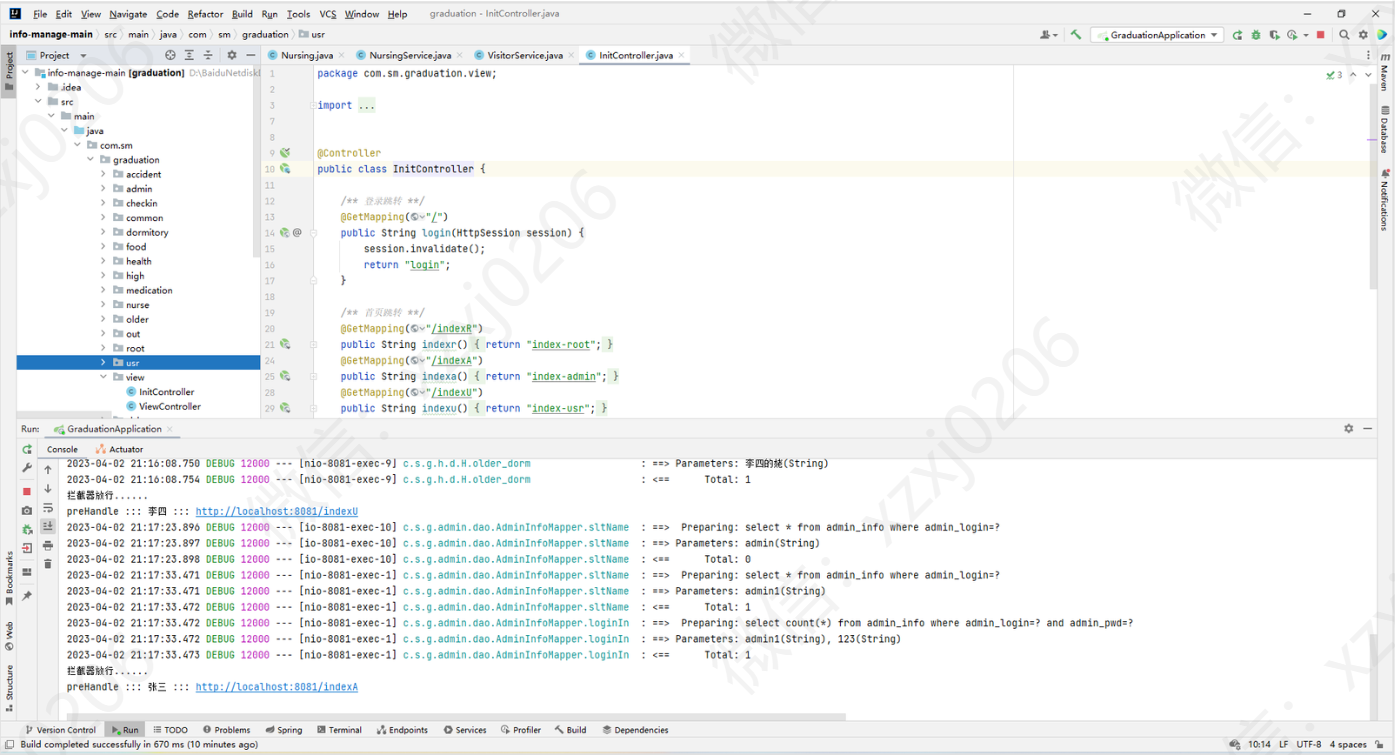 File Edit View Navigate Code Refactor Build Run Tools VCS Window Help graduation - InitController.java
info-manage-main src main java com sm graduation usr GraduationApplication
Project Nursing.java NursingService.java VisitorService.java InitController.java
info-manage-main [graduation] D:\BaiduNetdisk
.idea
src
main
java
com.sm
graduation
accident
admin
checkin
common
dormitory
food
health
high
medication
nurse
older
out
root
usr
view
InitController
ViewController
1 package com.sm.graduation.view;
2
3 import ...
7
8
9 @Controller
10 public class InitController {
11
12 /** 登录跳转 **/
13 @GetMapping("/")
14 public String login(HttpSession session) {
15 session.invalidate();
16 return "login";
17 }
18
19 /** 首页跳转 **/
20 @GetMapping("/indexR")
21 public String indexr() { return "index-root"; }
24 @GetMapping("/indexA")
25 public String indexa() { return "index-admin"; }
28 @GetMapping("/indexU")
29 public String indexu() { return "index-usr"; }
3
Project
Bookmarks
Web
Structure
Maven
Database
Notifications
Run: GraduationApplication
Console Actuator
2023-04-02 21:16:08.750 DEBUG 12000 --- [nio-8081-exec-9] c.s.g.h.d.H.older_dorm : ==> Parameters: 李四的姥(String)
2023-04-02 21:16:08.754 DEBUG 12000 --- [nio-8081-exec-9] c.s.g.h.d.H.older_dorm : <== Total: 1
拦截器放行......
preHandle ::: 李四 ::: http://localhost:8081/indexU
2023-04-02 21:17:23.896 DEBUG 12000 --- [io-8081-exec-10] c.s.g.admin.dao.AdminInfoMapper.sltName : ==> Preparing: select * from admin_info where admin_login=?
2023-04-02 21:17:23.897 DEBUG 12000 --- [io-8081-exec-10] c.s.g.admin.dao.AdminInfoMapper.sltName : ==> Parameters: admin(String)
2023-04-02 21:17:23.898 DEBUG 12000 --- [io-8081-exec-10] c.s.g.admin.dao.AdminInfoMapper.sltName : <== Total: 0
2023-04-02 21:17:33.471 DEBUG 12000 --- [nio-8081-exec-1] c.s.g.admin.dao.AdminInfoMapper.sltName : ==> Preparing: select * from admin_info where admin_login=?
2023-04-02 21:17:33.471 DEBUG 12000 --- [nio-8081-exec-1] c.s.g.admin.dao.AdminInfoMapper.sltName : ==> Parameters: admin1(String)
2023-04-02 21:17:33.472 DEBUG 12000 --- [nio-8081-exec-1] c.s.g.admin.dao.AdminInfoMapper.sltName : <== Total: 1
2023-04-02 21:17:33.472 DEBUG 12000 --- [nio-8081-exec-1] c.s.g.admin.dao.AdminInfoMapper.loginIn : ==> Preparing: select count(*) from admin_info where admin_login=? and admin_pwd=?
2023-04-02 21:17:33.472 DEBUG 12000 --- [nio-8081-exec-1] c.s.g.admin.dao.AdminInfoMapper.loginIn : ==> Parameters: admin1(String), 123(String)
2023-04-02 21:17:33.473 DEBUG 12000 --- [nio-8081-exec-1] c.s.g.admin.dao.AdminInfoMapper.loginIn : <== Total: 1
拦截器放行......
preHandle ::: 张三 ::: http://localhost:8081/indexA
Version Control Run TODO Problems Spring Terminal Endpoints Services Profiler Build Dependencies
Build completed successfully in 670 ms (10 minutes ago) 10:14 LF UTF-8 4 spaces
微信：xzxj0206